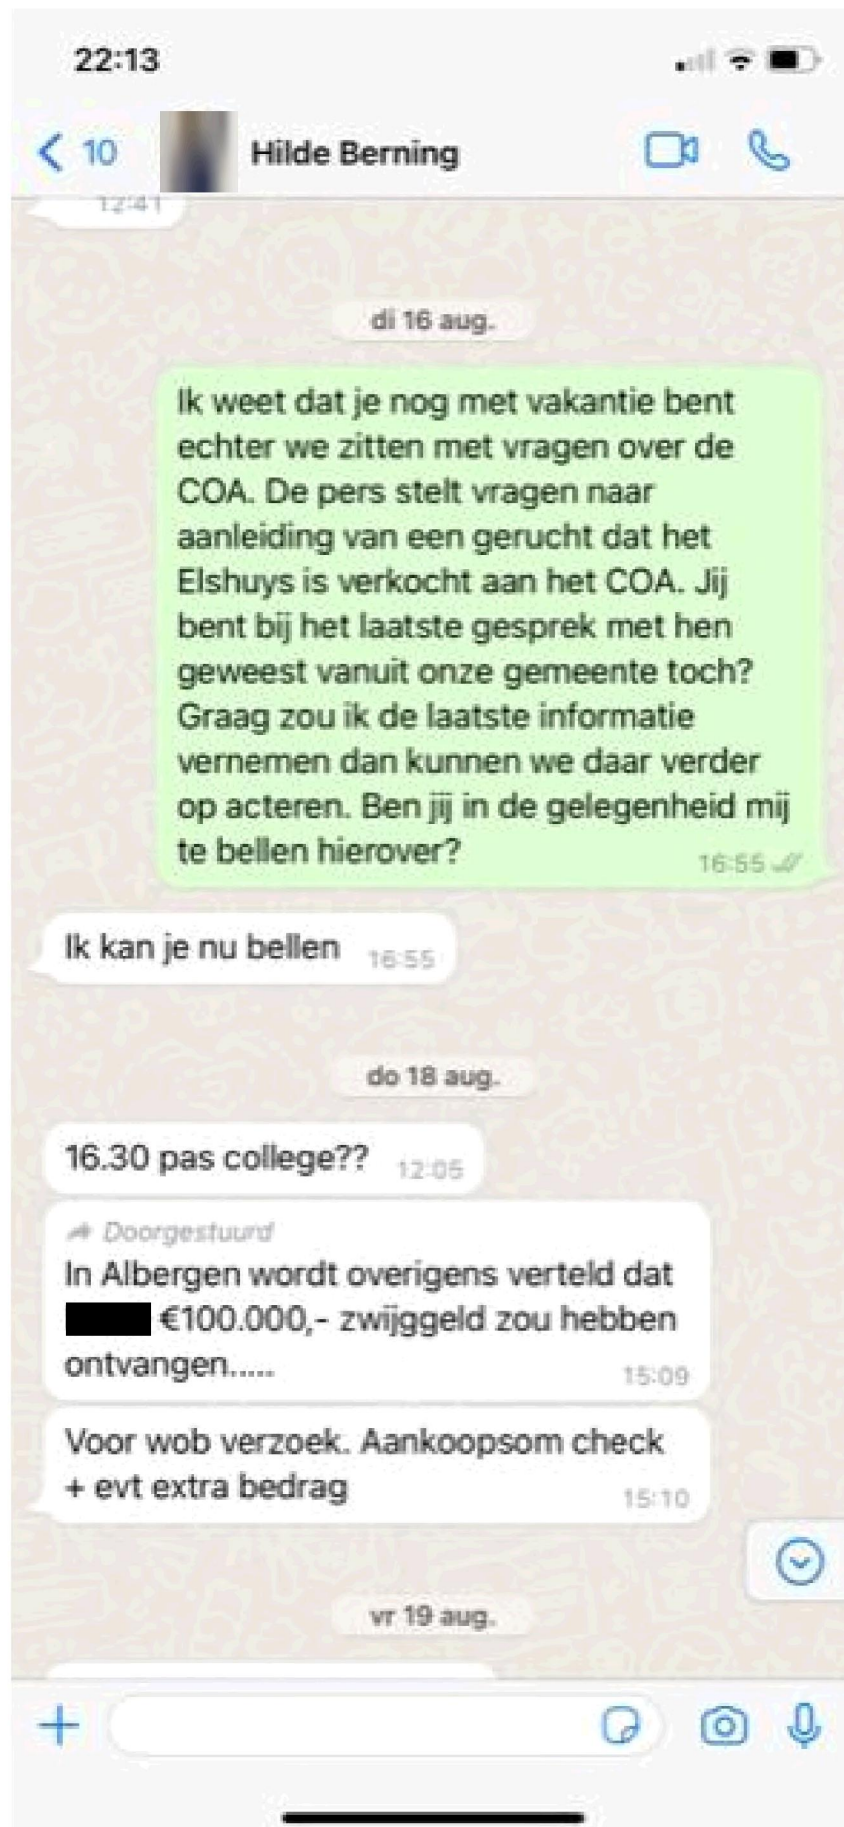 22:13
10
Hilde Berning
12:41
di 16 aug.
Ik weet dat je nog met vakantie bent
echter we zitten met vragen over de
COA. De pers stelt vragen naar
aanleiding van een gerucht dat het
Elshuys is verkocht aan het COA. Jij
bent bij het laatste gesprek met hen
geweest vanuit onze gemeente toch?
Graag zou ik de laatste informatie
vernemen dan kunnen we daar verder
op acteren. Ben jij in de gelegenheid mij
te bellen hierover?
16:55
Ik kan je nu bellen
16:55
do 18 aug.
16.30 pas college??
12:05
Doorgestuurd
In Albergen wordt overigens verteld dat
€100.000,- zwijggeld zou hebben
ontvangen.....
15:09
Voor wob verzoek. Aankoopsom check
+ evt extra bedrag
15:10
vr 19 aug.